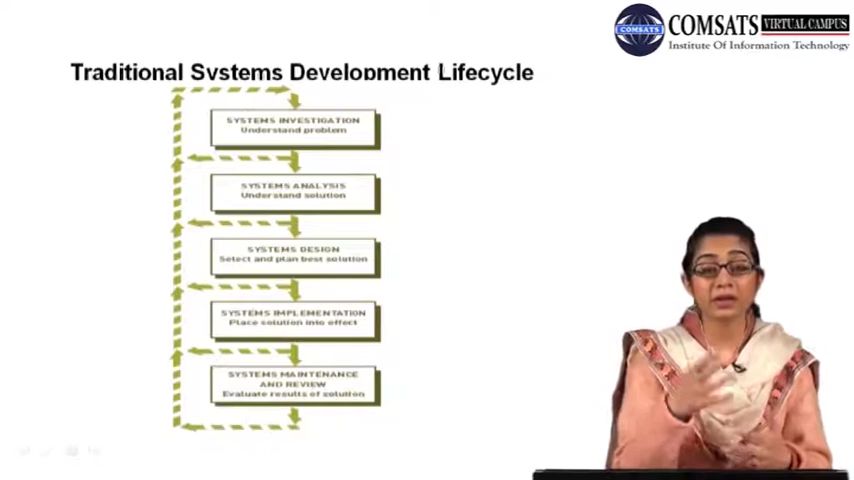 COMSATS VIRTUAL CAMPUS
COMSATS
Institute Of Information Technology
Traditional Systems Development Lifecycle
SYSTEMS INVESTIGATION
Understand problem
SYSTEMS ANALYSIS
Understand solution
SYSTEMS DESIGN
Select and plan best solution
SYSTEMS IMPLEMENTATION
Place solution into effect
SYSTEMS MAINTENANCE
AND REVIEW
Evaluate results of solution